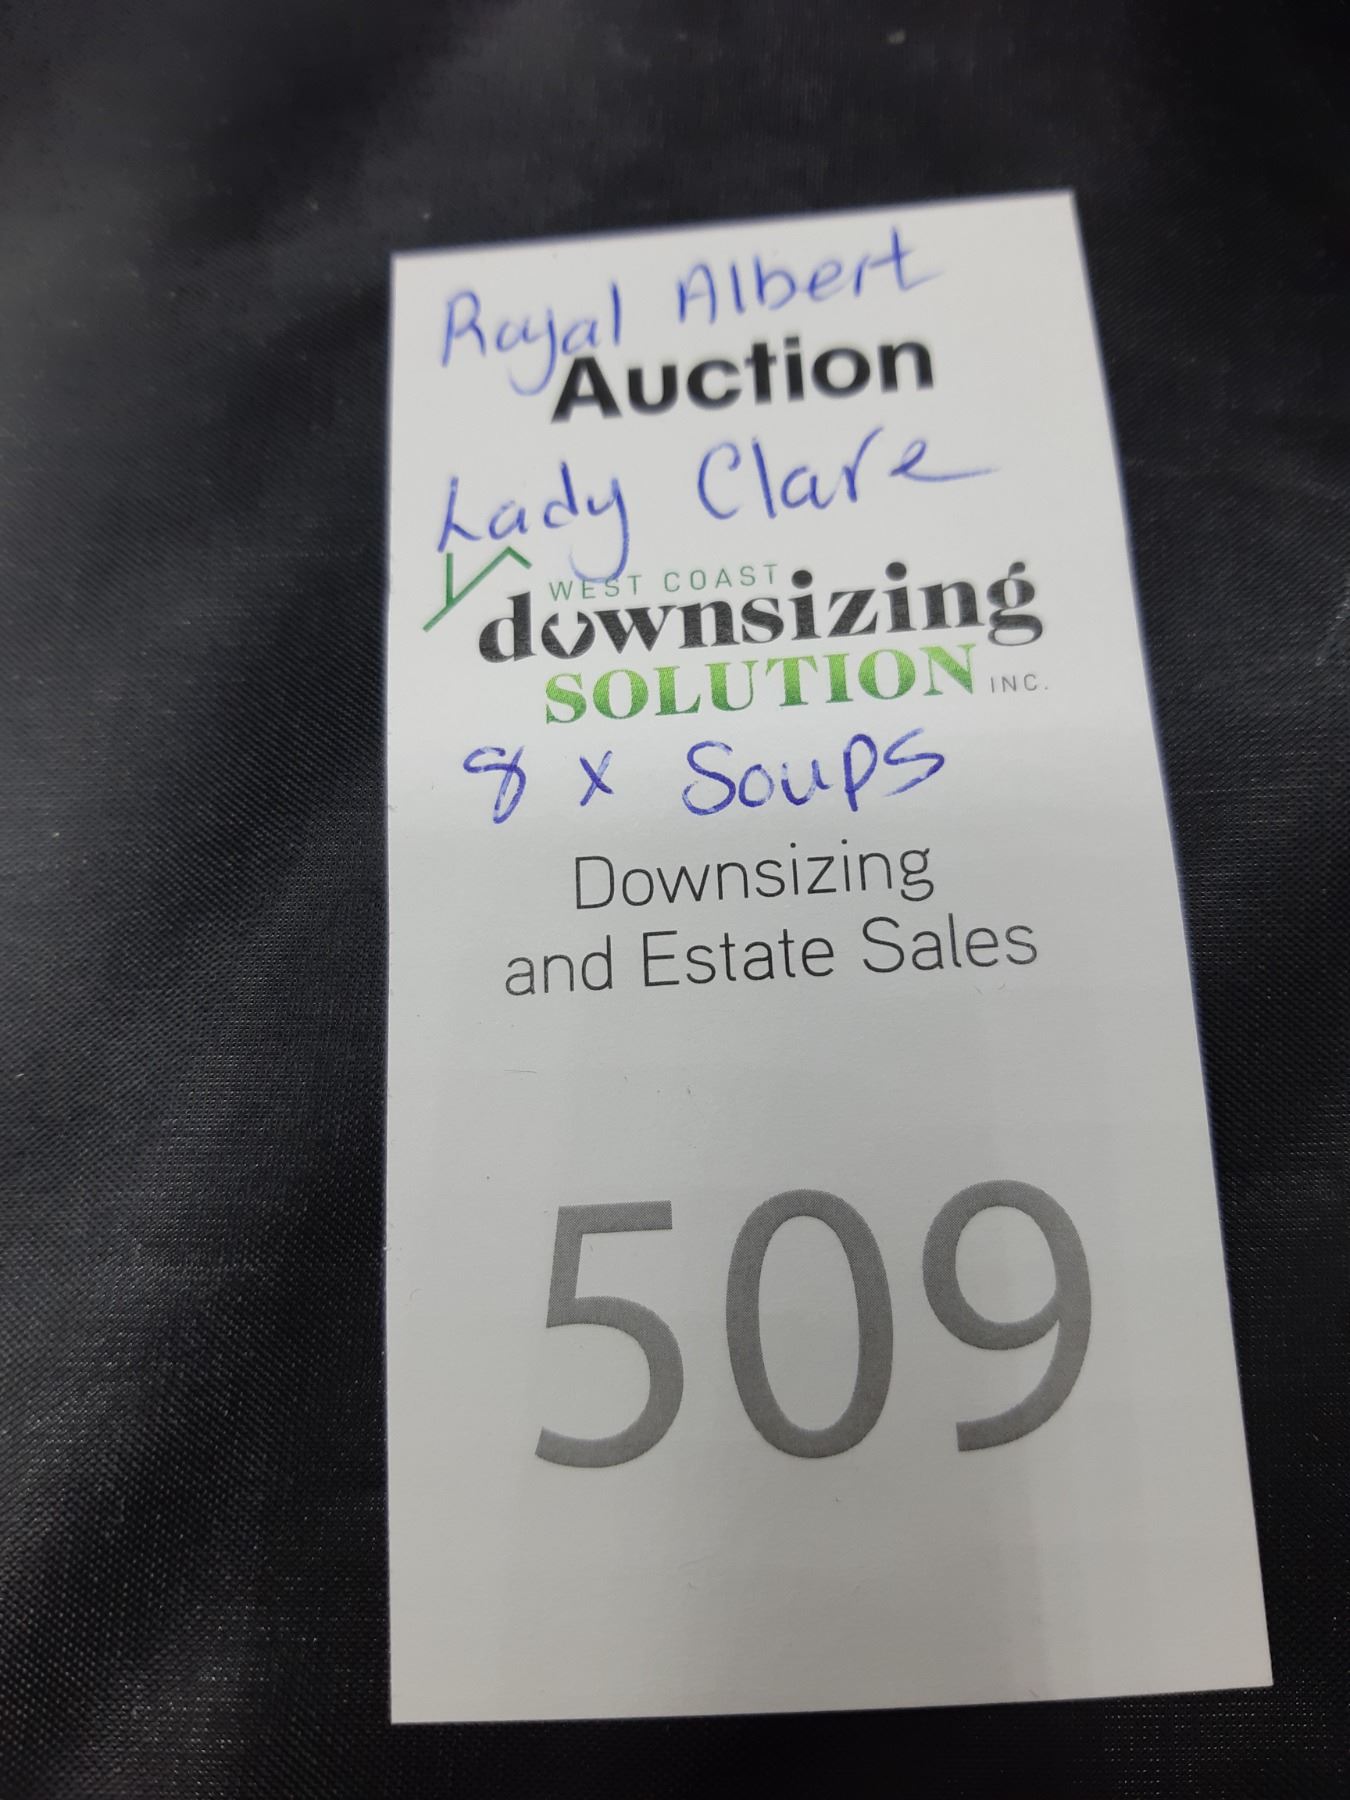 Royal Albert
Auction
Lady Clare
WEST COAST
downsizing
SOLUTION INC.
8 x Soups
Downsizing
and Estate Sales
509